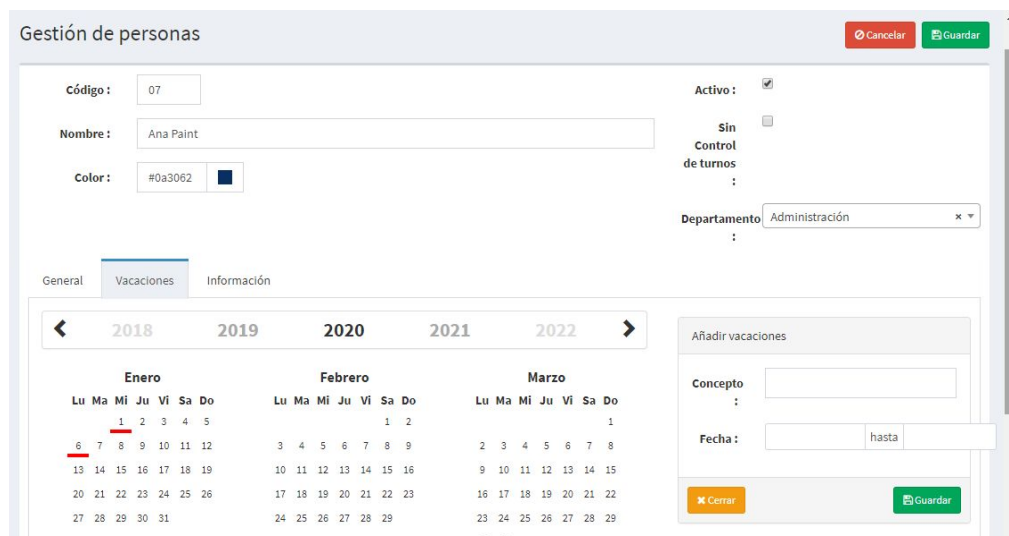 Gestión de personas
Cancelar
Guardar
Código :
07
Activo :
Nombre :
Ana Paint
Sin
Control
de turnos
:
Color :
#0a3062
Departamento
:
Administración
× 
General
Vacaciones
Información
2018 2019 2020 2021 2022
Añadir vacaciones
Enero
Lu Ma Mi Ju Vi Sa Do
1 2 3 4 5
6 7 8 9 10 11 12
13 14 15 16 17 18 19
20 21 22 23 24 25 26
27 28 29 30 31
Febrero
Lu Ma Mi Ju Vi Sa Do
1 2
3 4 5 6 7 8 9
10 11 12 13 14 15 16
17 18 19 20 21 22 23
24 25 26 27 28 29
Marzo
Lu Ma Mi Ju Vi Sa Do
1
2 3 4 5 6 7 8
9 10 11 12 13 14 15
16 17 18 19 20 21 22
23 24 25 26 27 28 29
Concepto
:
Fecha :
hasta
Cerrar
Guardar